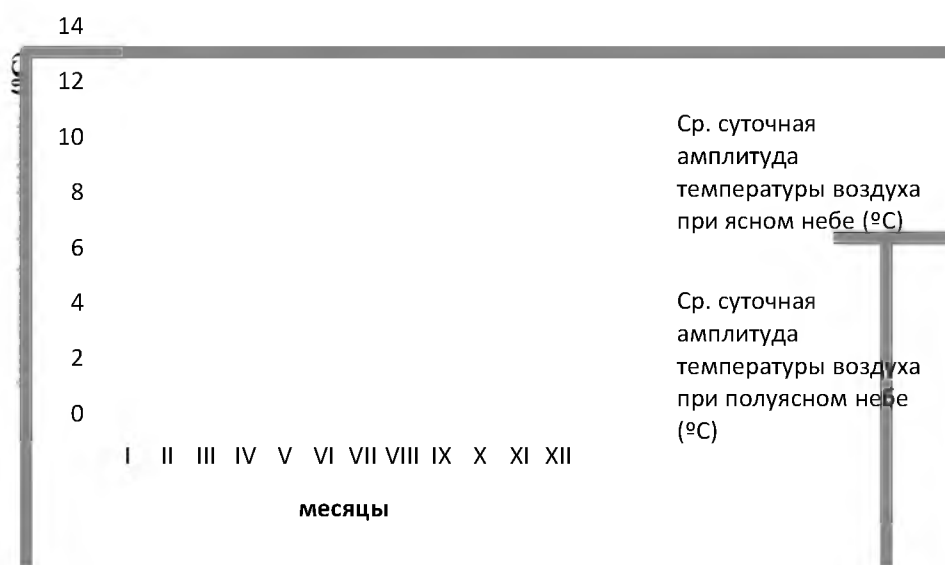 14
12
10
8
6
4
2
0
I II III IV V VI VII VIII IX X XI XII
месяцы
Ср. суточная
амплитуда
температуры воздуха
при ясном небе (ºС)
Ср. суточная
амплитуда
температуры воздуха
при полуясном небе
(ºС)